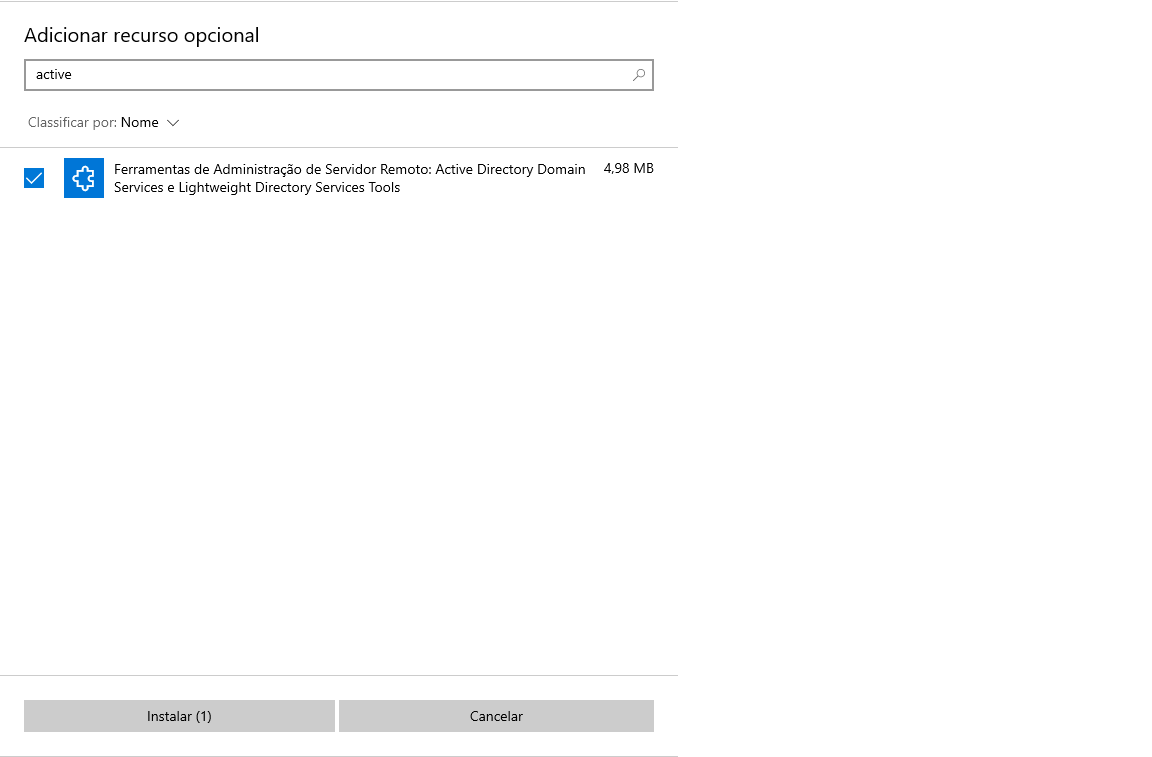 Adicionar recurso opcional
active
Classificar por: Nome
Ferramentas de Administração de Servidor Remoto: Active Directory Domain 4,98 MB
Services e Lightweight Directory Services Tools
Instalar (1) Cancelar